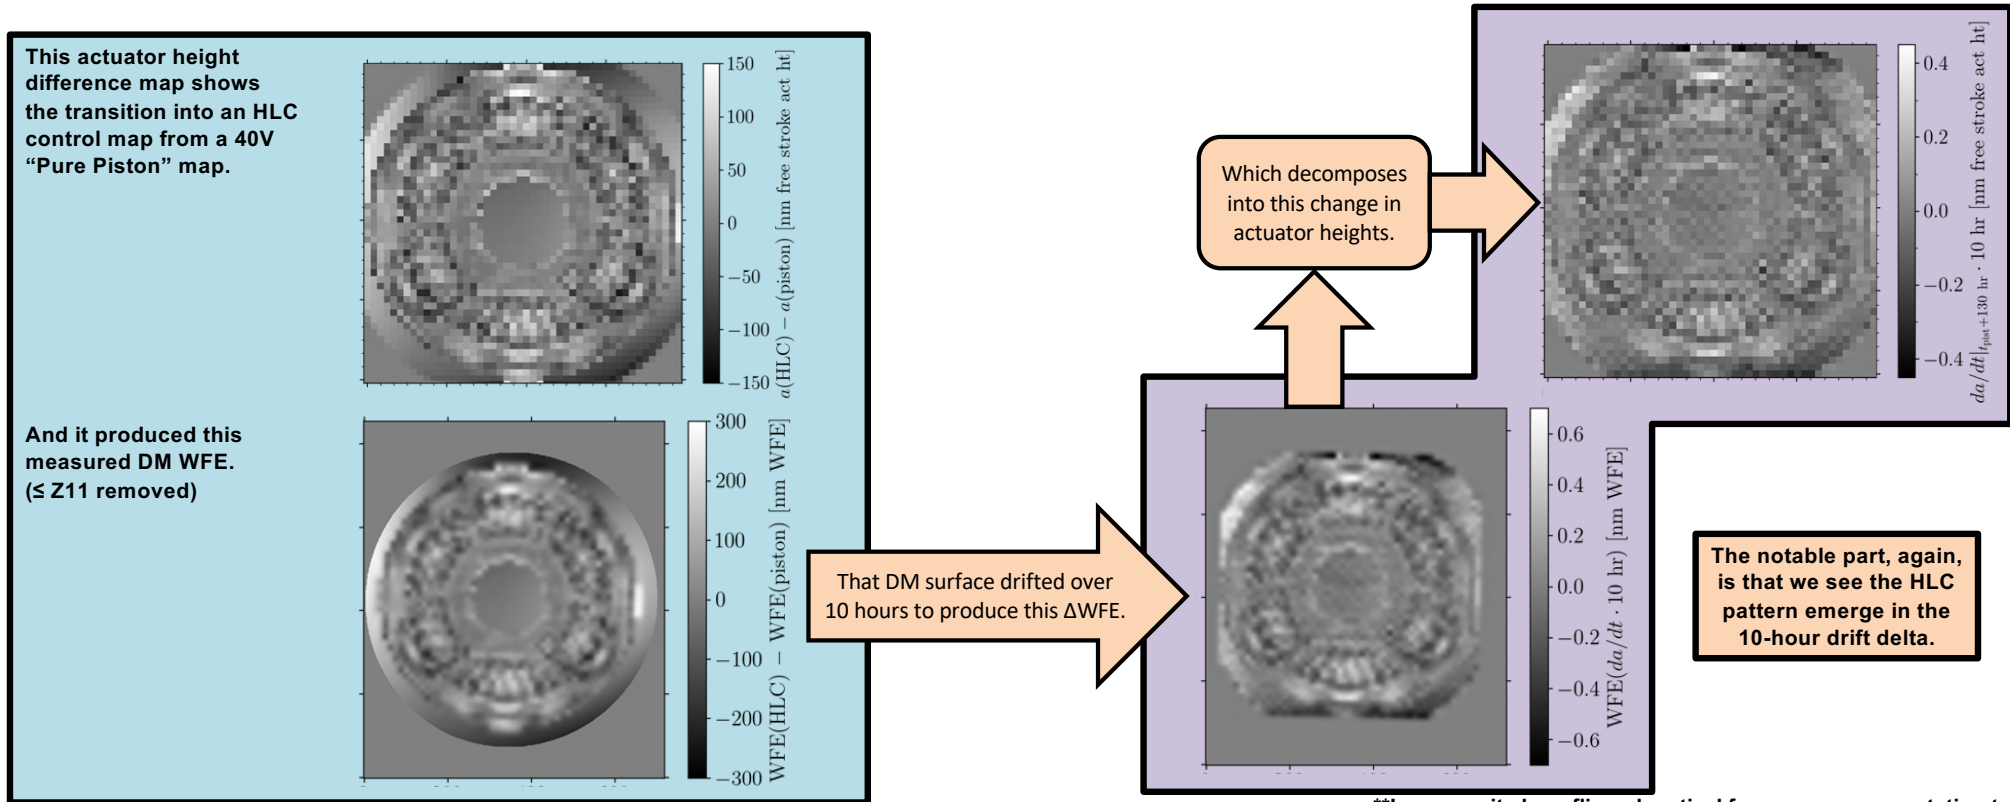 This actuator height
difference map shows
the transition into an HLC
control map from a 40V
“Pure Piston” map.
150
100
50
0
−50
−100
−150
a(HLC) − a(piston) [nm free stroke act ht]
And it produced this
measured DM WFE.
(≤ Z11 removed)
300
200
100
0
−100
−200
−300
WFE(HLC) − WFE(piston) [nm WFE]
That DM surface drifted over
10 hours to produce this ΔWFE.
0.6
0.4
0.2
0.0
−0.2
−0.4
−0.6
WFE(da/dt · 10 hr) [nm WFE]
Which decomposes
into this change in
actuator heights.
0.4
0.2
0.0
−0.2
−0.4
da/dt|tpist+130 hr · 10 hr [nm free stroke act ht]
The notable part, again,
is that we see the HLC
pattern emerge in the
10-hour drift delta.